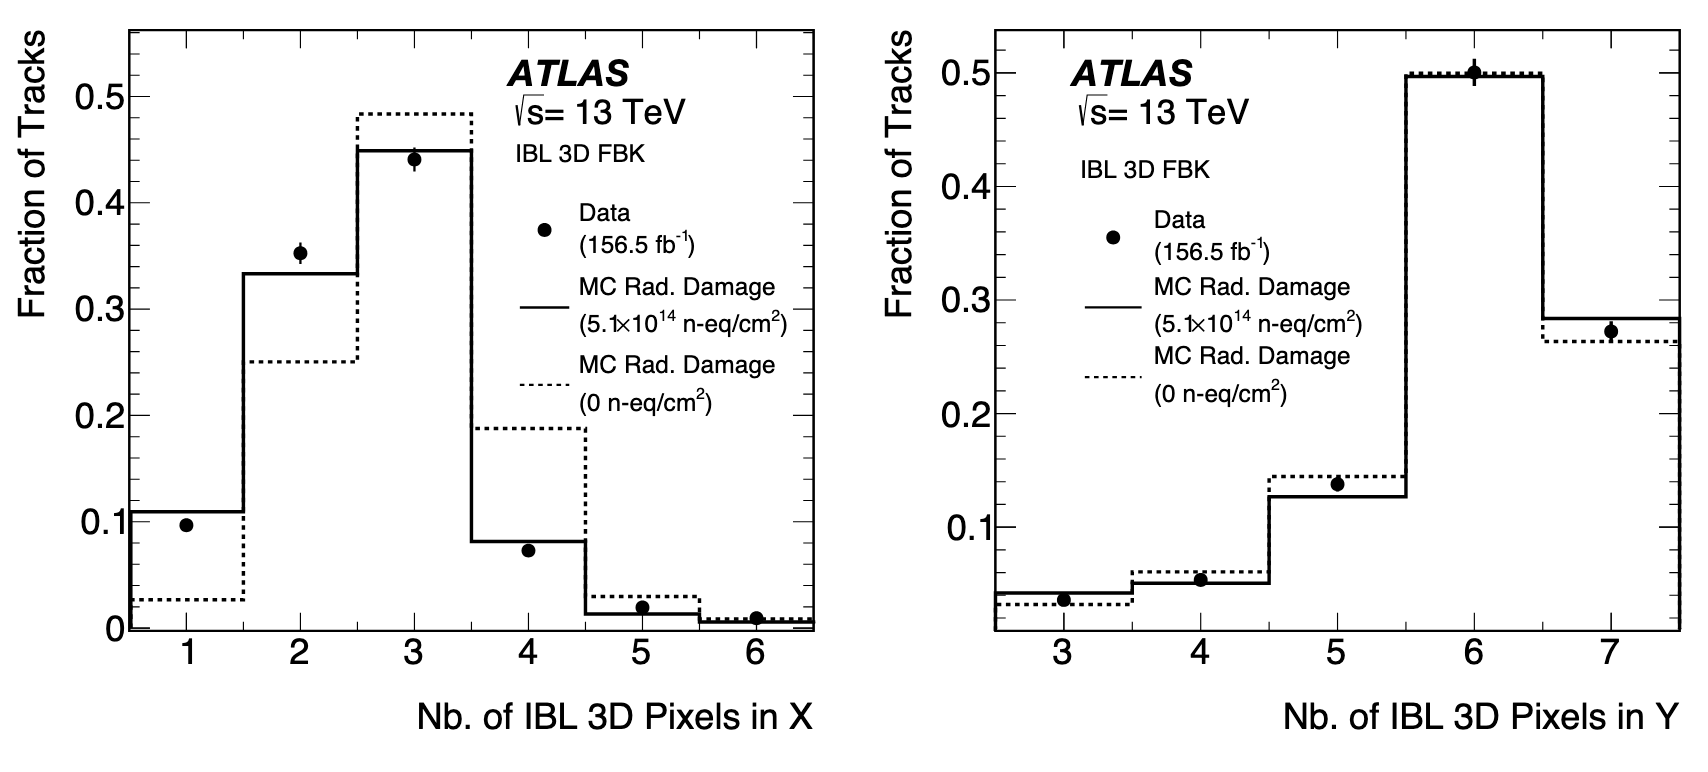 Fraction of Tracks
0.5
0.4
0.3
0.2
0.1
0
ATLAS
√s= 13 TeV
IBL 3D FBK
Data
(156.5 fb⁻¹)
MC Rad. Damage
(5.1×10¹⁴ n-eq/cm²)
MC Rad. Damage
(0 n-eq/cm²)
1 2 3 4 5 6
Nb. of IBL 3D Pixels in X
Fraction of Tracks
0.5
0.4
0.3
0.2
0.1
ATLAS
√s= 13 TeV
IBL 3D FBK
Data
(156.5 fb⁻¹)
MC Rad. Damage
(5.1×10¹⁴ n-eq/cm²)
MC Rad. Damage
(0 n-eq/cm²)
3 4 5 6 7
Nb. of IBL 3D Pixels in Y